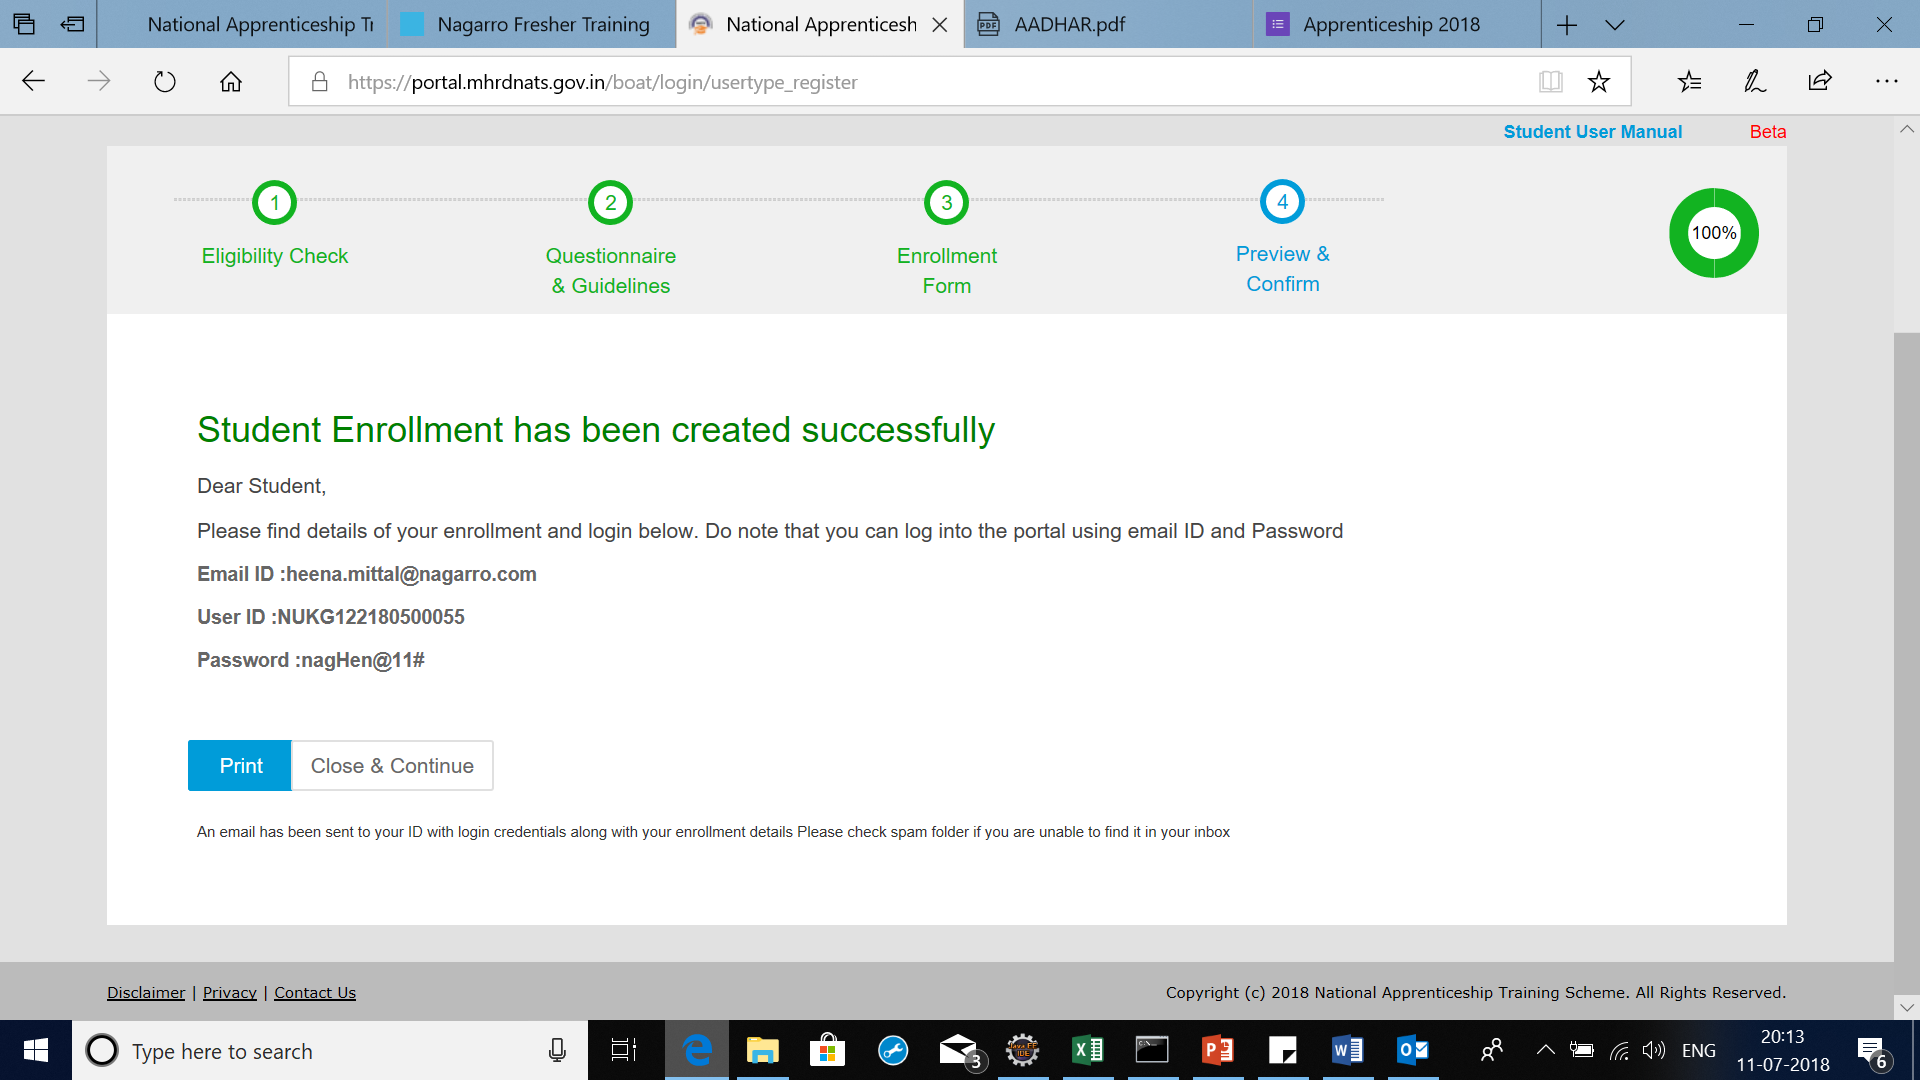 National Apprenticeship Tr
Nagarro Fresher Training
National Apprenticesh
PDF
AADHAR.pdf
Apprenticeship 2018
https://portal.mhrdnats.gov.in/boat/login/usertype_register
Student User Manual
Beta
1
2
3
4
100%
Eligibility Check
Questionnaire
& Guidelines
Enrollment
Form
Preview &
Confirm
Student Enrollment has been created successfully
Dear Student,
Please find details of your enrollment and login below. Do note that you can log into the portal using email ID and Password
Email ID :heena.mittal@nagarro.com
User ID :NUKG122180500055
Password :nagHen@11#
Print
Close & Continue
An email has been sent to your ID with login credentials along with your enrollment details Please check spam folder if you are unable to find it in your inbox
Disclaimer | Privacy | Contact Us
Copyright (c) 2018 National Apprenticeship Training Scheme. All Rights Reserved.
Type here to search
3
Java EE
IDE
ENG
20:13
11-07-2018
6